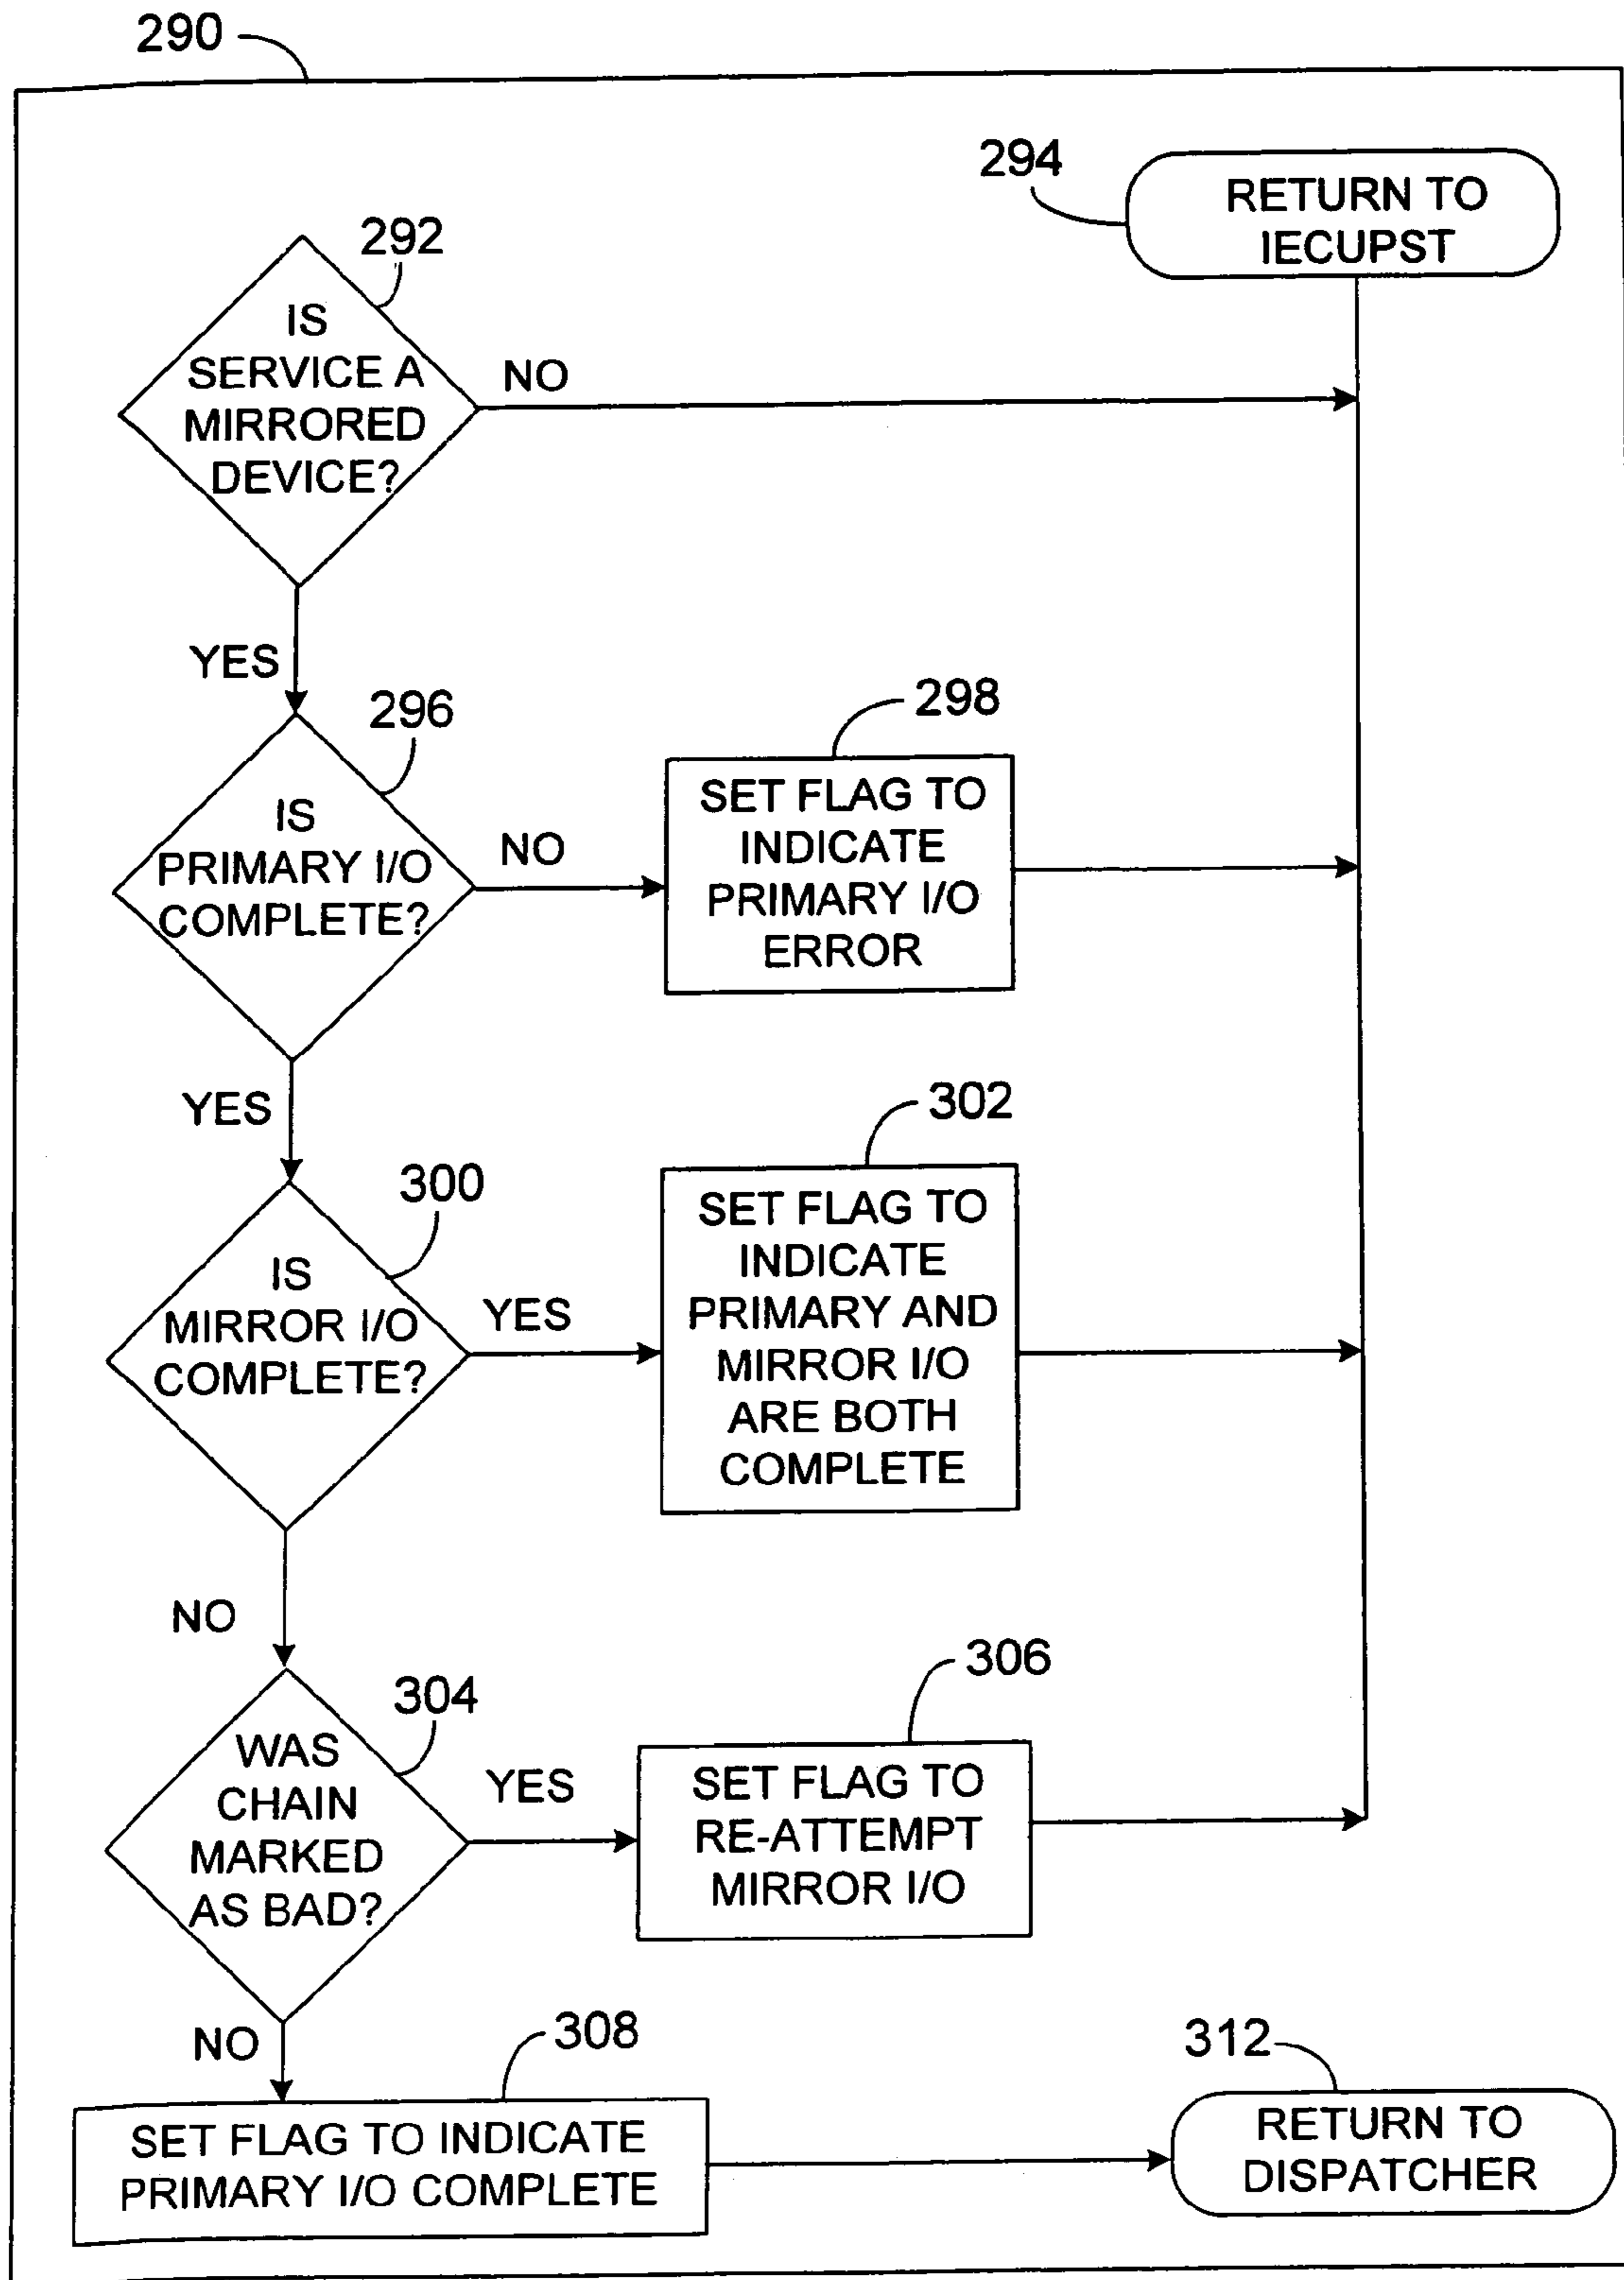 290
294
RETURN TO
IECUPST
292
IS
SERVICE A
MIRRORED
DEVICE?
NO
YES
296
IS
PRIMARY I/O
COMPLETE?
NO
298
SET FLAG TO
INDICATE
PRIMARY I/O
ERROR
YES
300
IS
MIRROR I/O
COMPLETE?
YES
302
SET FLAG TO
INDICATE
PRIMARY AND
MIRROR I/O
ARE BOTH
COMPLETE
NO
304
WAS
CHAIN
MARKED
AS BAD?
YES
306
SET FLAG TO
RE-ATTEMPT
MIRROR I/O
NO
308
SET FLAG TO INDICATE
PRIMARY I/O COMPLETE
312
RETURN TO
DISPATCHER